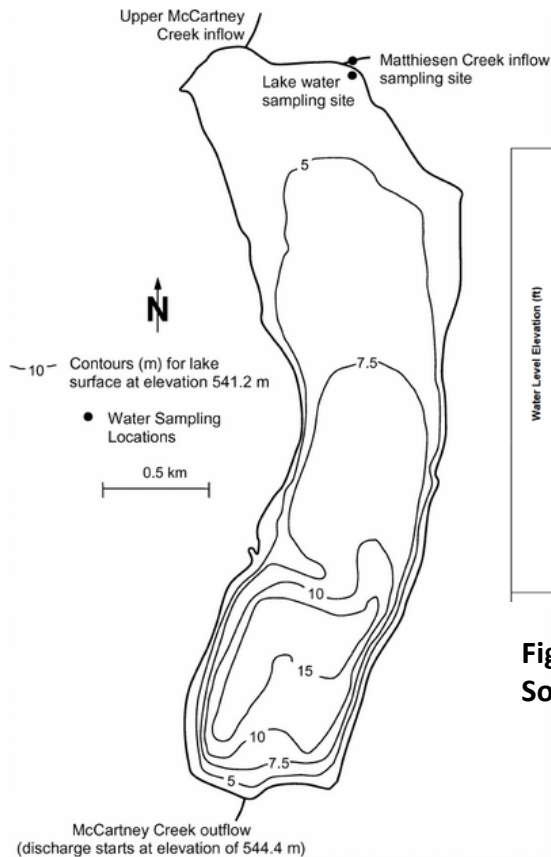 Upper McCartney
Creek inflow
Matthiesen Creek inflow
sampling site
Lake water
sampling site
5
N
10
Contours (m) for lake
surface at elevation 541.2 m
Water Sampling
Locations
0.5 km
7.5
10
15
10
7.5
5
McCartney Creek outflow
(discharge starts at elevation of 544.4 m)
Water Level Elevation (ft)
Fig
So